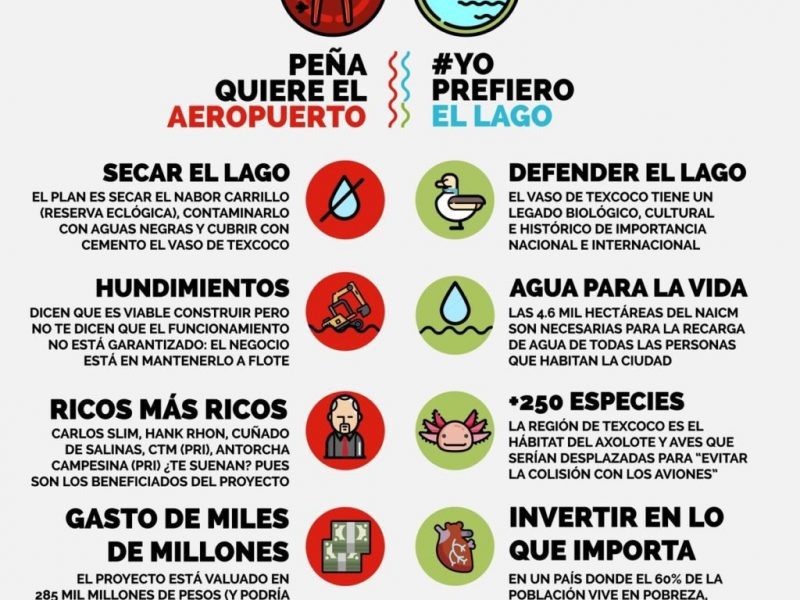 PEÑA
QUIERE EL
AEROPUERTO
#YO
PREFIERO
EL LAGO
SECAR EL LAGO
EL PLAN ES SECAR EL NABOR CARRILLO
(RESERVA ECLÓGICA), CONTAMINARLO
CON AGUAS NEGRAS Y CUBRIR CON
CEMENTO EL VASO DE TEXCOCO
DEFENDER EL LAGO
EL VASO DE TEXCOCO TIENE UN
LEGADO BIOLÓGICO, CULTURAL
E HISTÓRICO DE IMPORTANCIA
NACIONAL E INTERNACIONAL
HUNDIMIENTOS
DICEN QUE ES VIABLE CONSTRUIR PERO
NO TE DICEN QUE EL FUNCIONAMIENTO
NO ESTÁ GARANTIZADO: EL NEGOCIO
ESTÁ EN MANTENERLO A FLOTE
AGUA PARA LA VIDA
LAS 4.6 MIL HECTÁREAS DEL NAICM
SON NECESARIAS PARA LA RECARGA
DE AGUA DE TODAS LAS PERSONAS
QUE HABITAN LA CIUDAD
RICOS MÁS RICOS
CARLOS SLIM, HANK RHON, CUÑADO
DE SALINAS, CTM (PRI), ANTORCHA
CAMPESINA (PRI) ¿TE SUENAN? PUES
SON LOS BENEFICIADOS DEL PROYECTO
+250 ESPECIES
LA REGIÓN DE TEXCOCO ES EL
HÁBITAT DEL AXOLOTE Y AVES QUE
SERÍAN DESPLAZADAS PARA “EVITAR
LA COLISIÓN CON LOS AVIONES”
GASTO DE MILES
DE MILLONES
EL PROYECTO ESTÁ VALUADO EN
285 MIL MILLONES DE PESOS (Y PODRÍA
INVERTIR EN LO
QUE IMPORTA
EN UN PAÍS DONDE EL 60% DE LA
POBLACIÓN VIVE EN POBREZA,